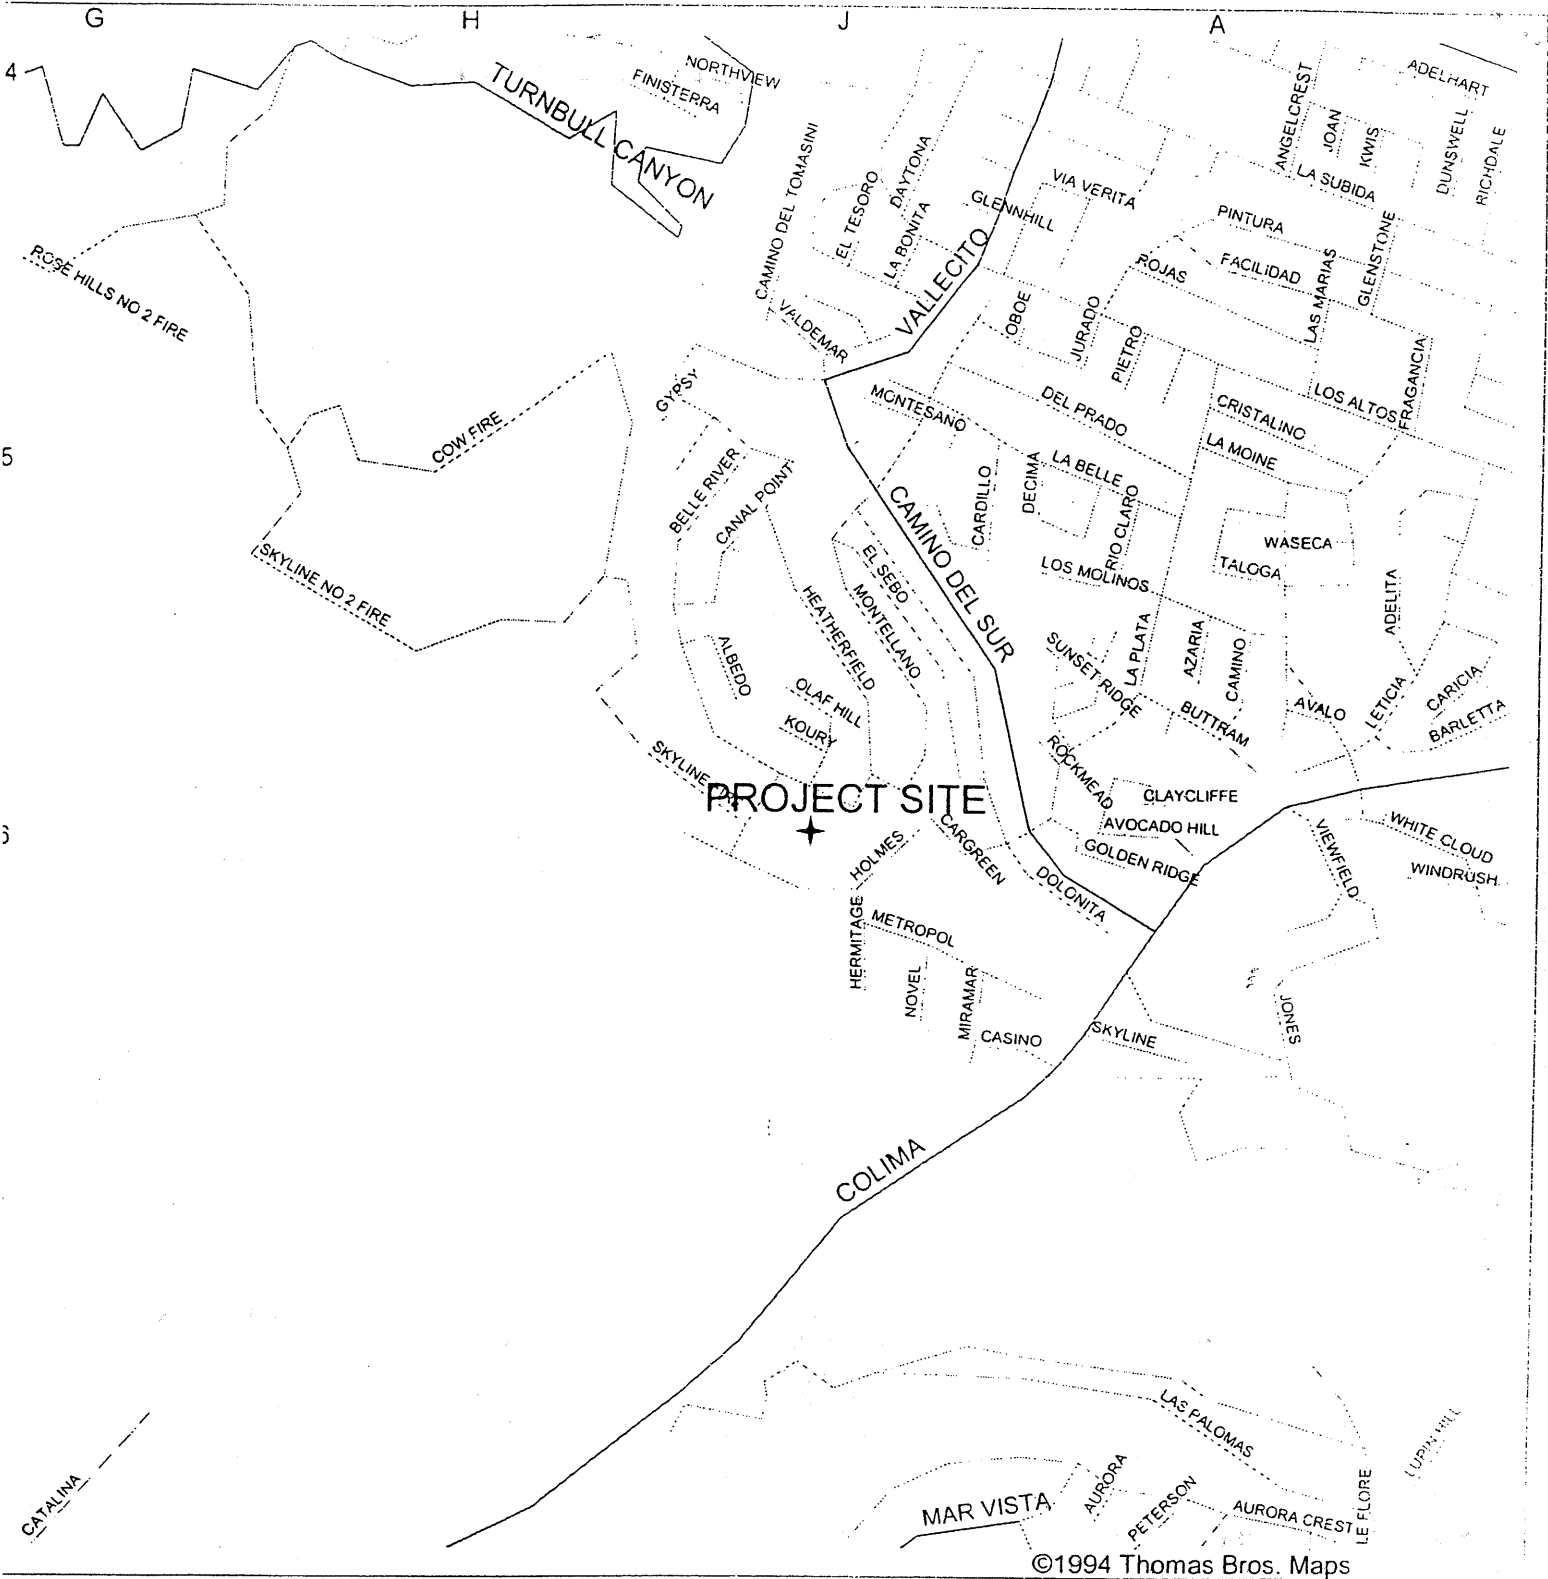 G
H
J
A
4
5
TURNBULL CANYON
NORTHVIEW
FINISTERRA
ROSE HILLS NO 2 FIRE
CAMINO DEL TOMASINI
EL TESORO
DAYTONA
LA BONITA
VALDEMAR
VALLECITO
GLENNHILL
VIA VERITA
ANGELCREST
JOAN
KWIS
ADELHART
DUNSWELL
RICHDALE
LA SUBIDA
PINTURA
FACILIDAD
ROJAS
LAS MARIAS
GLENSTONE
OBOE
JURADO
PIETRO
FRAGANCIA
LOS ALTOS
CRISTALINO
LA MOINE
DEL PRADO
MONTESANO
GYPSY
COW FIRE
BELLE RIVER
CANAL POINT
CARDILLO
DECIMA
LA BELLE
RIO CLARO
LOS MOLINOS
WASECA
TALOGA
ADELITA
SKYLINE NO 2 FIRE
CAMINO DEL SUR
EL SEBO
MONTELLANO
HEATHERFIELD
ALBEDO
OLAF HILL
KOURY
SKYLINE
SUNSET RIDGE
LA PLATA
AZARIA
CAMINO
BUTTRAM
AVALO
LETICIA
CARICIA
BARLETTA
ROCKMEAD
CLAYCLIFFE
AVOCADO HILL
GOLDEN RIDGE
PROJECT SITE
HOLMES
CARGREEN
DOLONITA
WHITE CLOUD
WINDRUSH
VIEWFIELD
HERMITAGE
METROPOL
NOVEL
MIRAMAR
CASINO
SKYLINE
JONES
COLIMA
LAS PALOMAS
LUPIN HILL
LE FLORE
AURORA
PETERSON
AURORA CREST
MAR VISTA
CATALINA
©1994 Thomas Bros. Maps